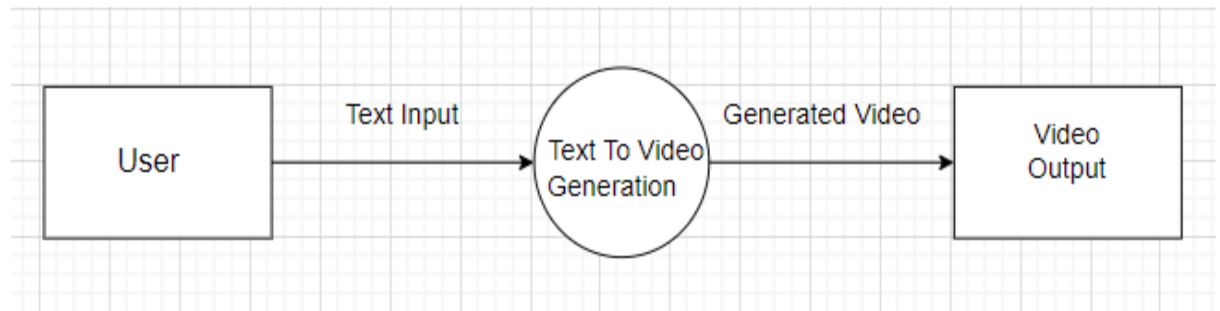 User
Text Input
Text To Video
Generation
Generated Video
Video
Output